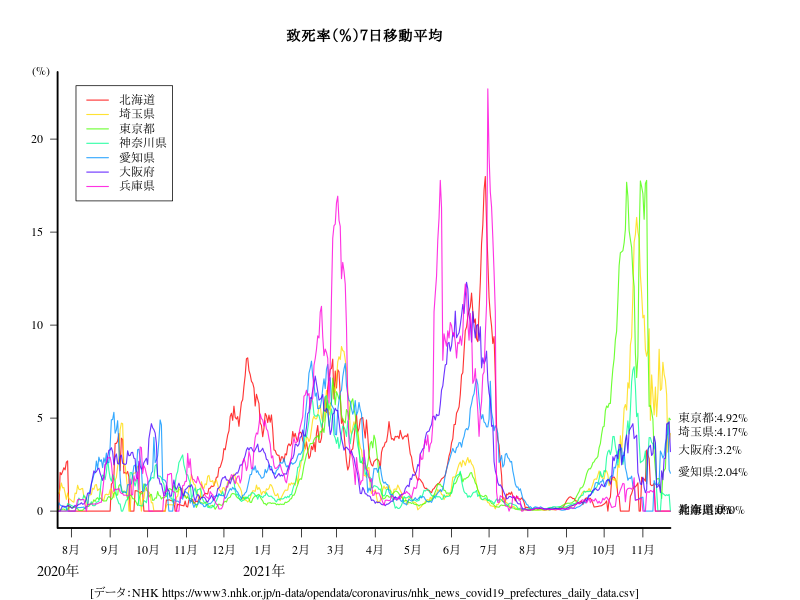 致死率(%)7日移動平均
(%)
北海道
埼玉県
東京都
神奈川県
愛知県
大阪府
兵庫県
20
15
10
5
0
東京都:4.92%
埼玉県:4.17%
大阪府:3.2%
愛知県:2.04%
8月 9月 10月 11月 12月 1月 2月 3月 4月 5月 6月 7月 8月 9月 10月 11月
2020年 2021年
[データ:NHK https://www3.nhk.or.jp/n-data/opendata/coronavirus/nhk_news_covid19_prefectures_daily_data.csv]